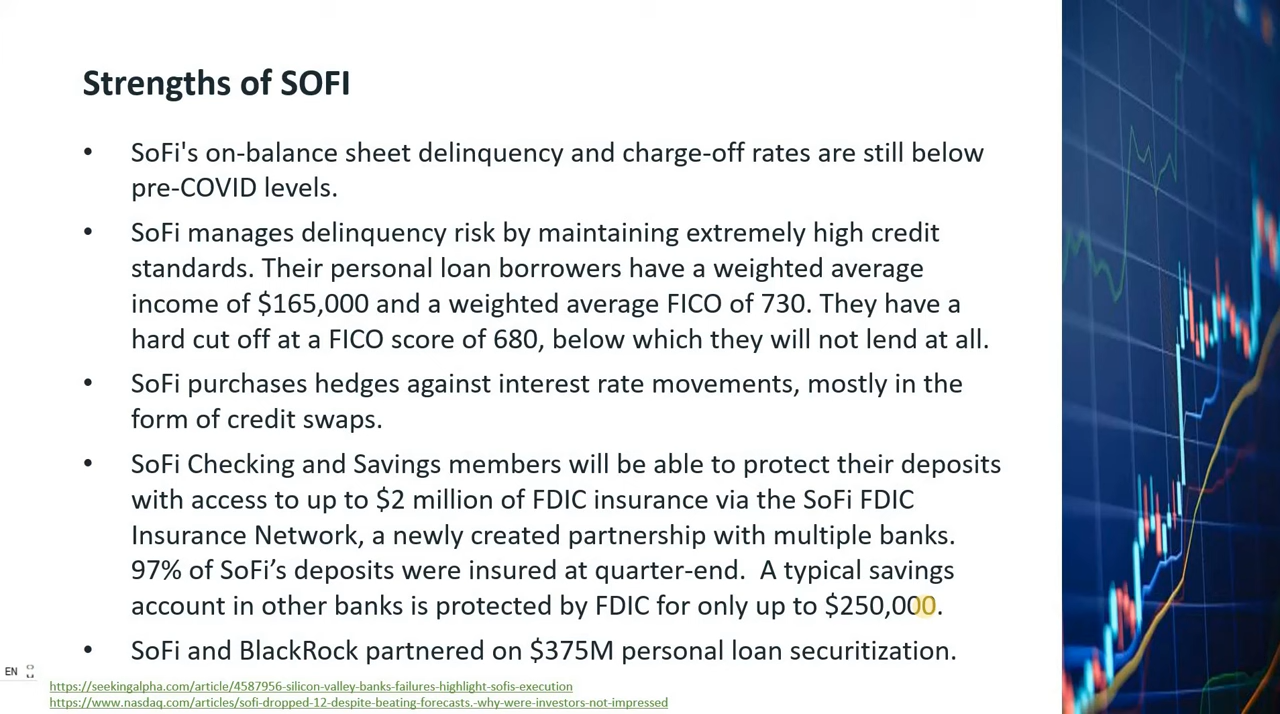 Strengths of SOFI
• SoFi's on-balance sheet delinquency and charge-off rates are still below
pre-COVID levels.
• SoFi manages delinquency risk by maintaining extremely high credit
standards. Their personal loan borrowers have a weighted average
income of $165,000 and a weighted average FICO of 730. They have a
hard cut off at a FICO score of 680, below which they will not lend at all.
• SoFi purchases hedges against interest rate movements, mostly in the
form of credit swaps.
• SoFi Checking and Savings members will be able to protect their deposits
with access to up to $2 million of FDIC insurance via the SoFi FDIC
Insurance Network, a newly created partnership with multiple banks.
97% of SoFi’s deposits were insured at quarter-end.  A typical savings
account in other banks is protected by FDIC for only up to $250,000.
• SoFi and BlackRock partnered on $375M personal loan securitization.
EN
https://seekingalpha.com/article/4587956-silicon-valley-banks-failures-highlight-sofis-execution
https://www.nasdaq.com/articles/sofi-dropped-12-despite-beating-forecasts.-why-were-investors-not-impressed